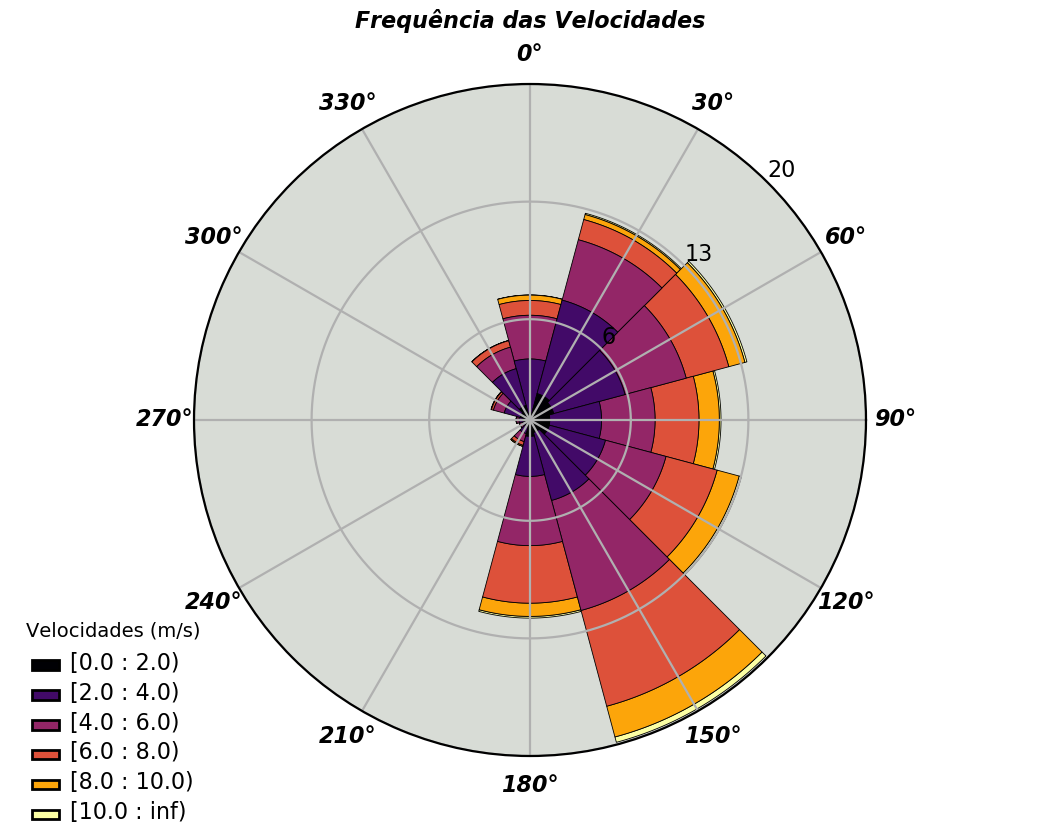 Frequência das Velocidades
0°
330°
30°
20
300°
60°
13
6
270°
90°
240°
120°
210°
150°
180°
Velocidades (m/s)
[0.0 : 2.0)
[2.0 : 4.0)
[4.0 : 6.0)
[6.0 : 8.0)
[8.0 : 10.0)
[10.0 : inf)